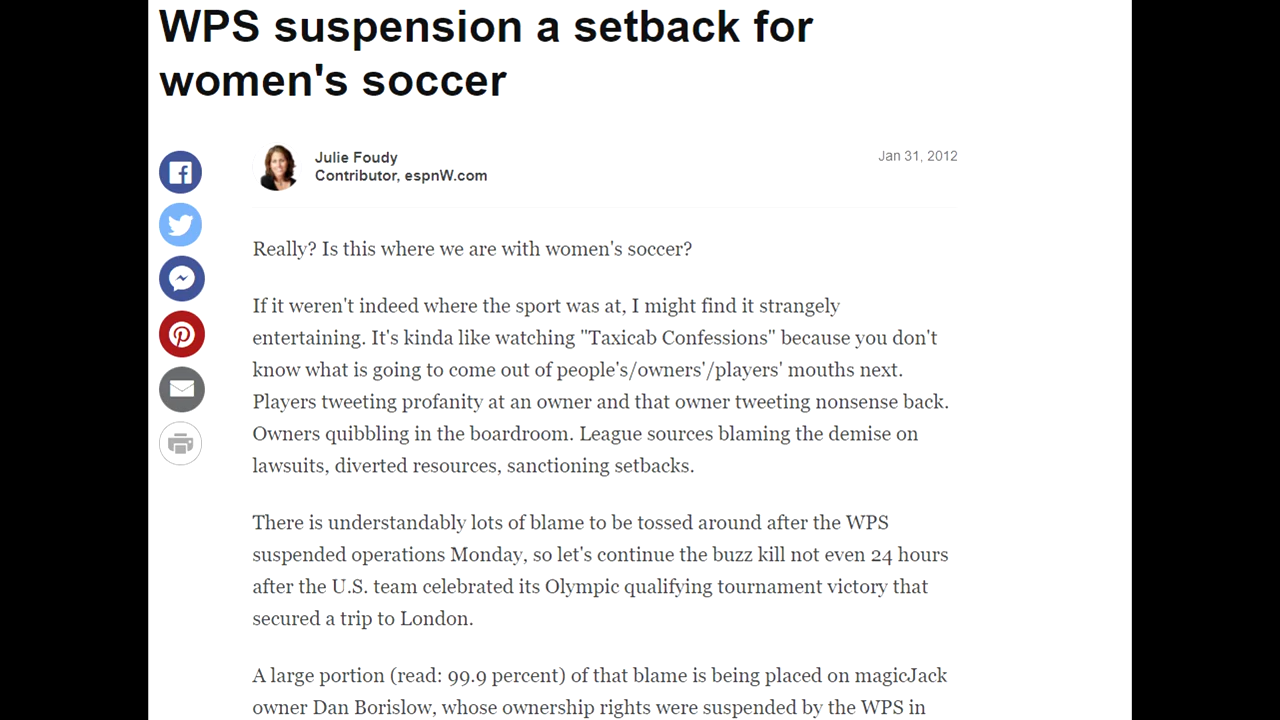 WPS suspension a setback for
women's soccer
Julie Foudy
Contributor, espnW.com
Jan 31, 2012
Really? Is this where we are with women's soccer?
If it weren't indeed where the sport was at, I might find it strangely
entertaining. It's kinda like watching "Taxicab Confessions" because you don't
know what is going to come out of people's/owners'/players' mouths next.
Players tweeting profanity at an owner and that owner tweeting nonsense back.
Owners quibbling in the boardroom. League sources blaming the demise on
lawsuits, diverted resources, sanctioning setbacks.
There is understandably lots of blame to be tossed around after the WPS
suspended operations Monday, so let's continue the buzz kill not even 24 hours
after the U.S. team celebrated its Olympic qualifying tournament victory that
secured a trip to London.
A large portion (read: 99.9 percent) of that blame is being placed on magicJack
owner Dan Borislow, whose ownership rights were suspended by the WPS in